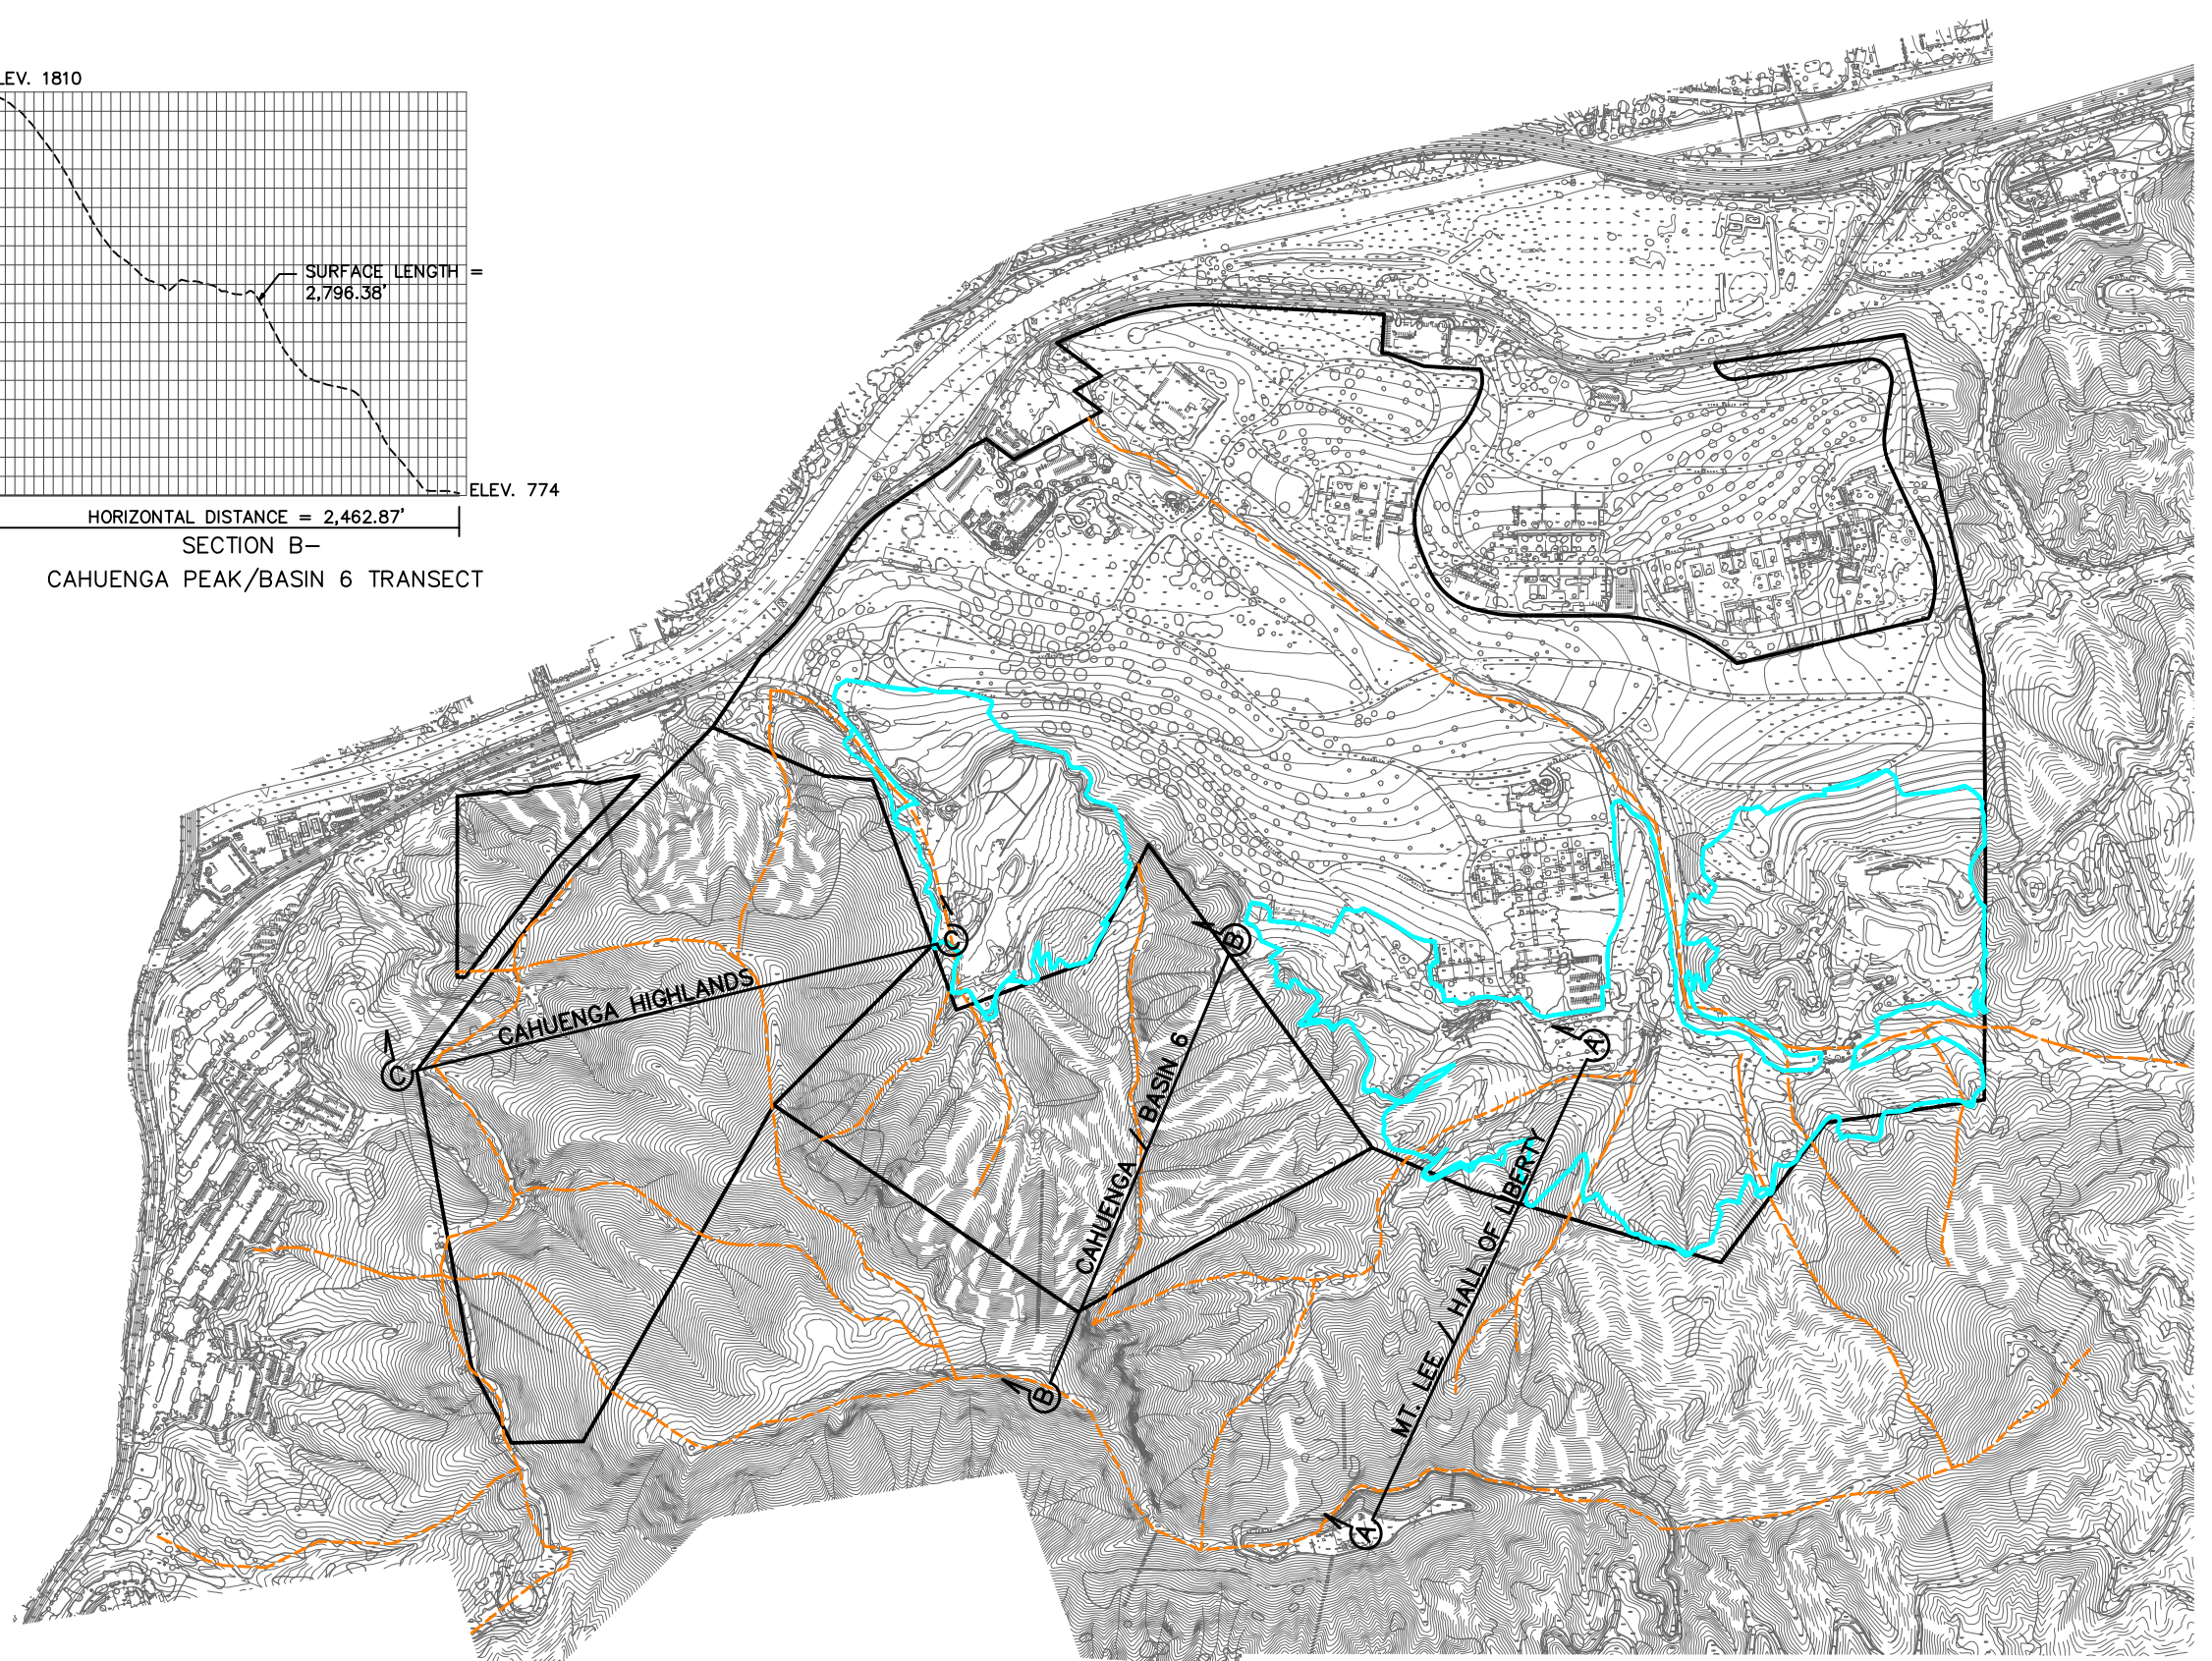 LEV. 1810
SURFACE LENGTH =
2,796.38'
ELEV. 774
HORIZONTAL DISTANCE = 2,462.87'
SECTION B–
CAHUENGA PEAK/BASIN 6 TRANSECT
C
B
CAHUENGA HIGHLANDS
C
A
CAHUENGA / BASIN 6
MT. LEE / HALL OF LIBERTY
B
A